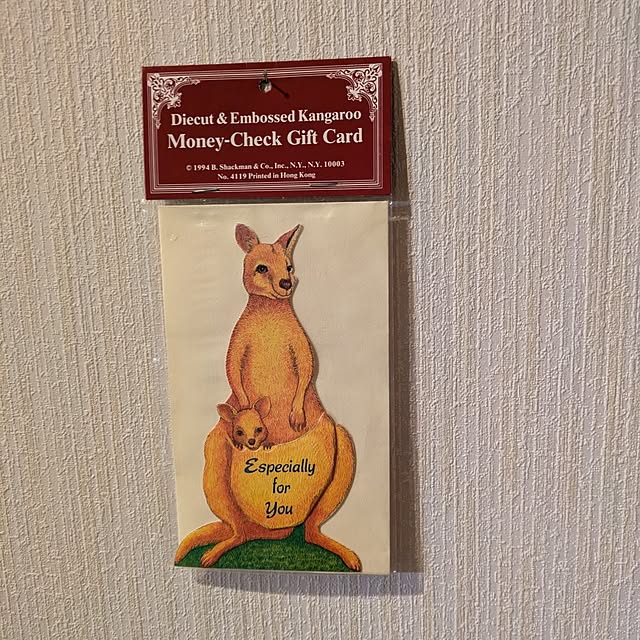 Diecut & Embossed Kangaroo
Money-Check Gift Card
© 1994 B. Shackman & Co., Inc., N.Y., N.Y. 10003
No. 4119 Printed in Hong Kong
Especially
for
You